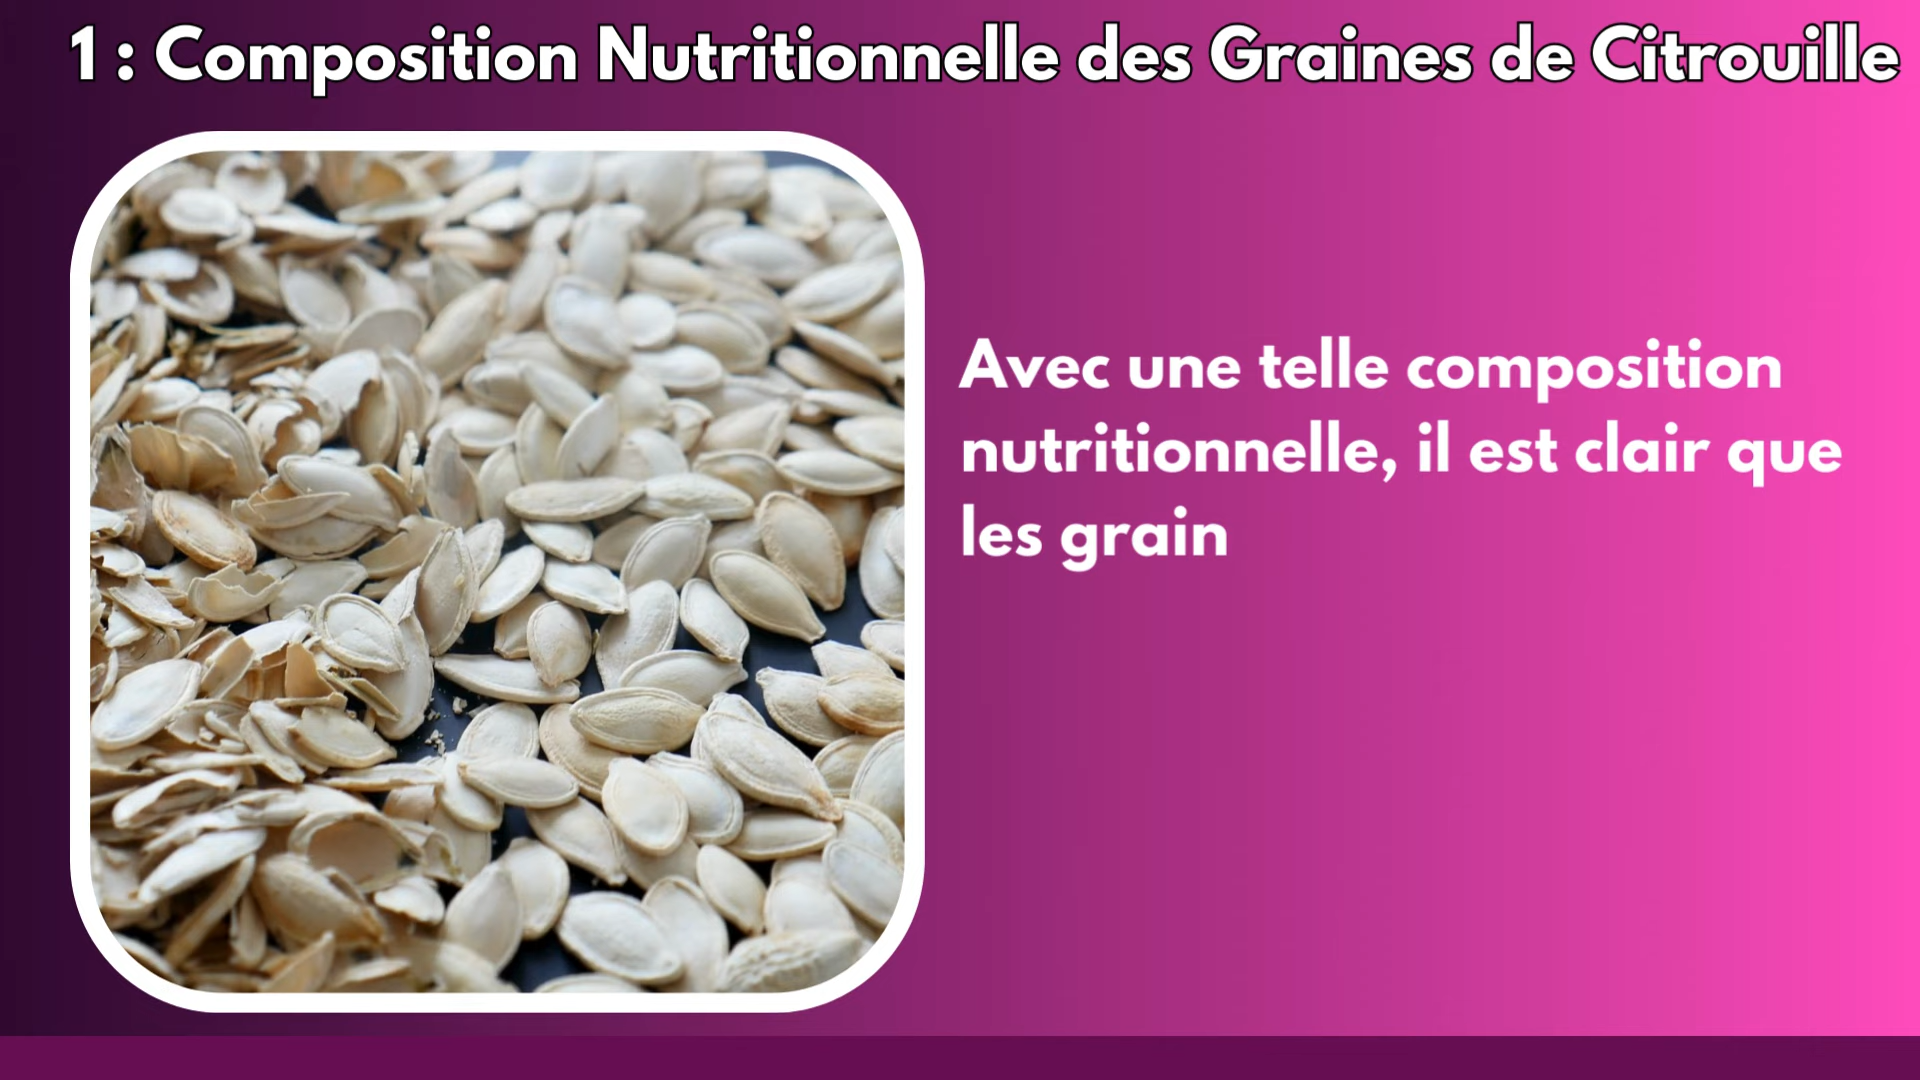 1 : Composition Nutritionnelle des Graines de Citrouille
Avec une telle composition
nutritionnelle, il est clair que
les grain